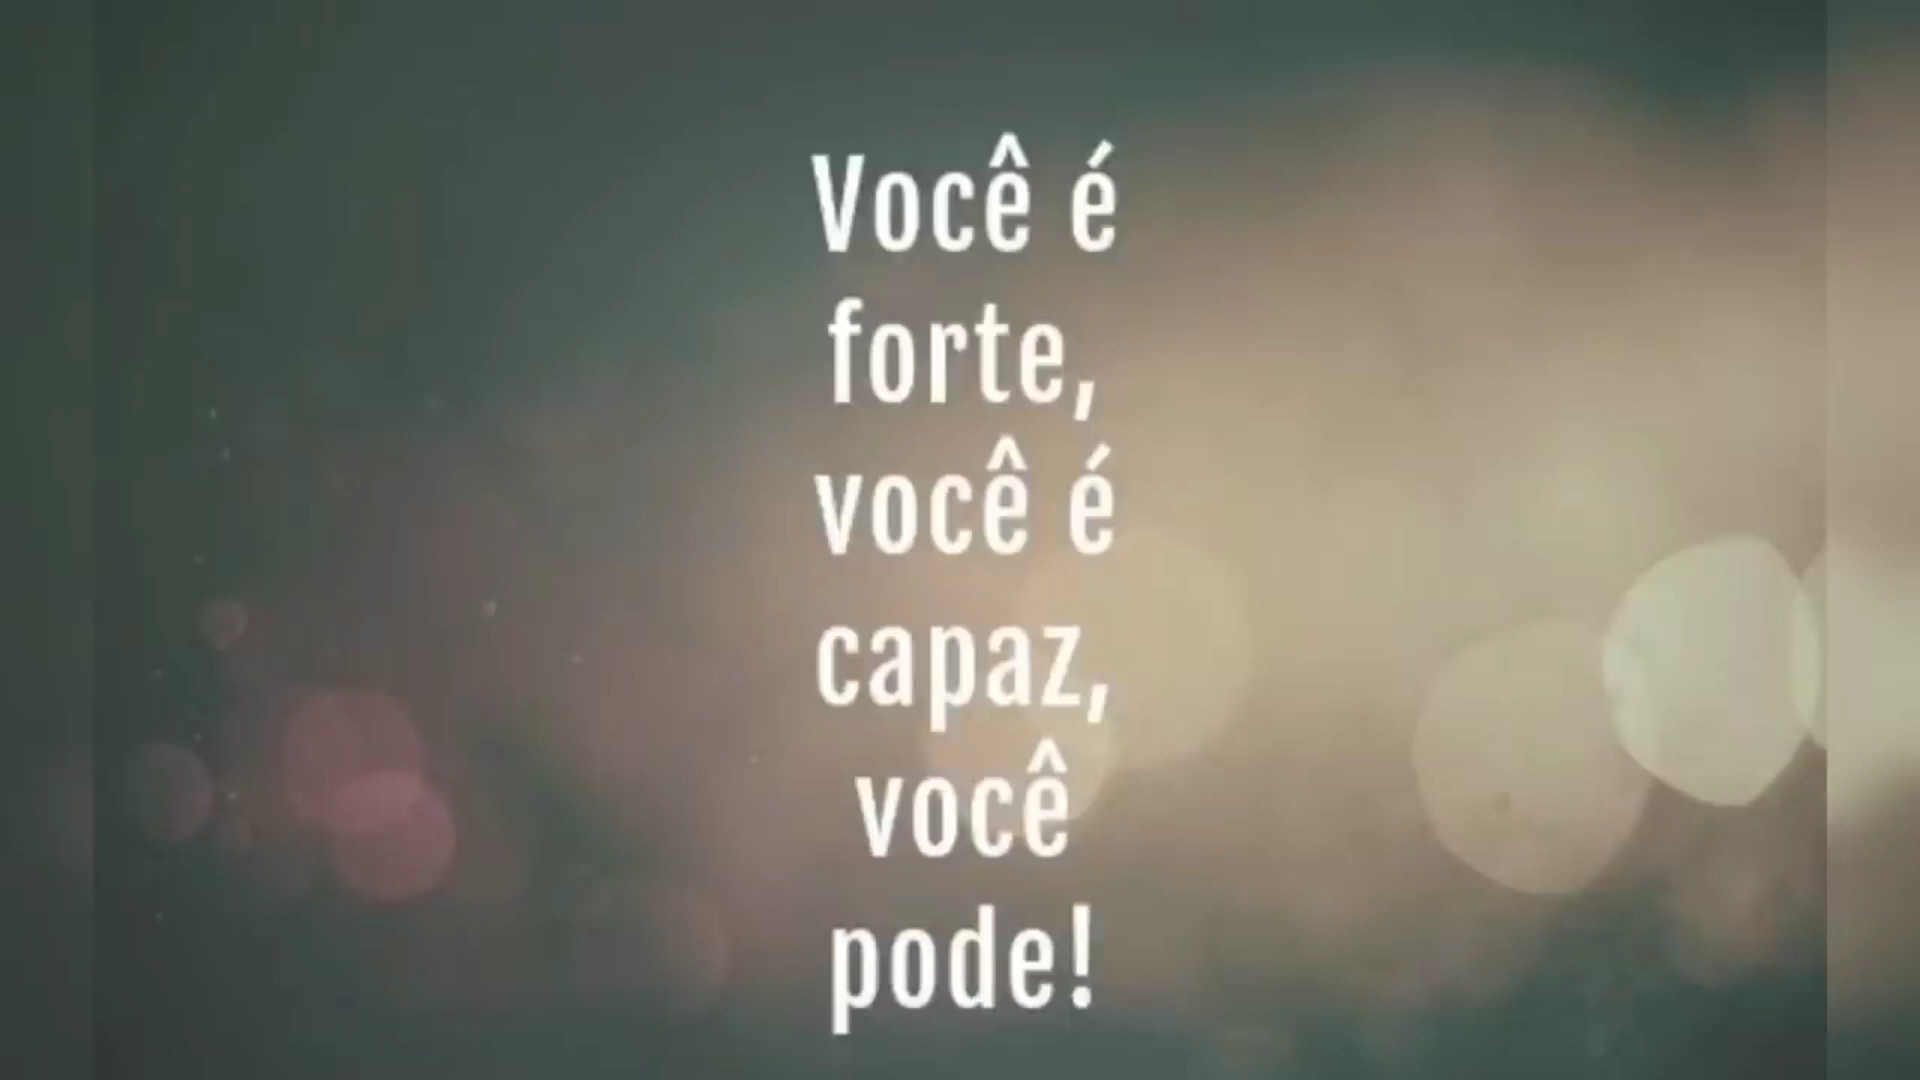 Você é
forte,
você é
capaz,
você
pode!